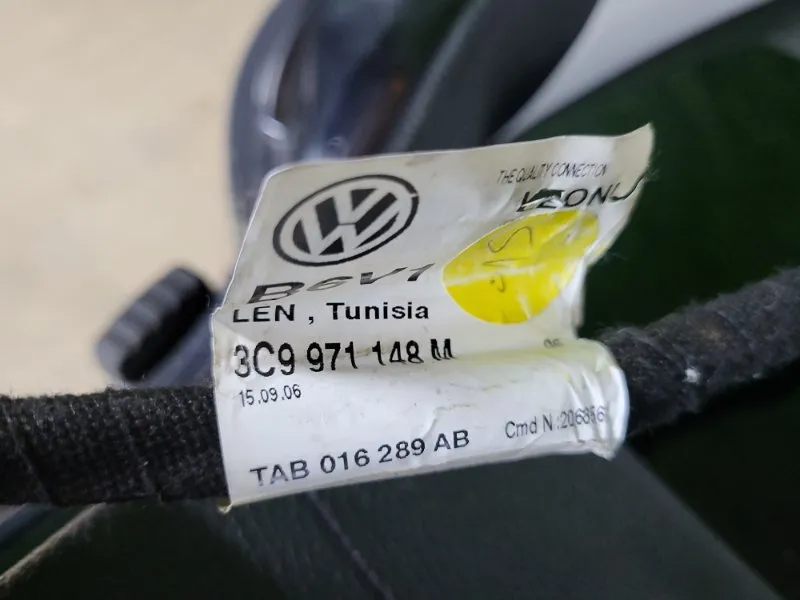 THE QUALITY CONNECTION
LEONI
B6V1
LEN , Tunisia
3C9 971 148 M
15.09.06
TAB 016 289 AB
Cmd N :